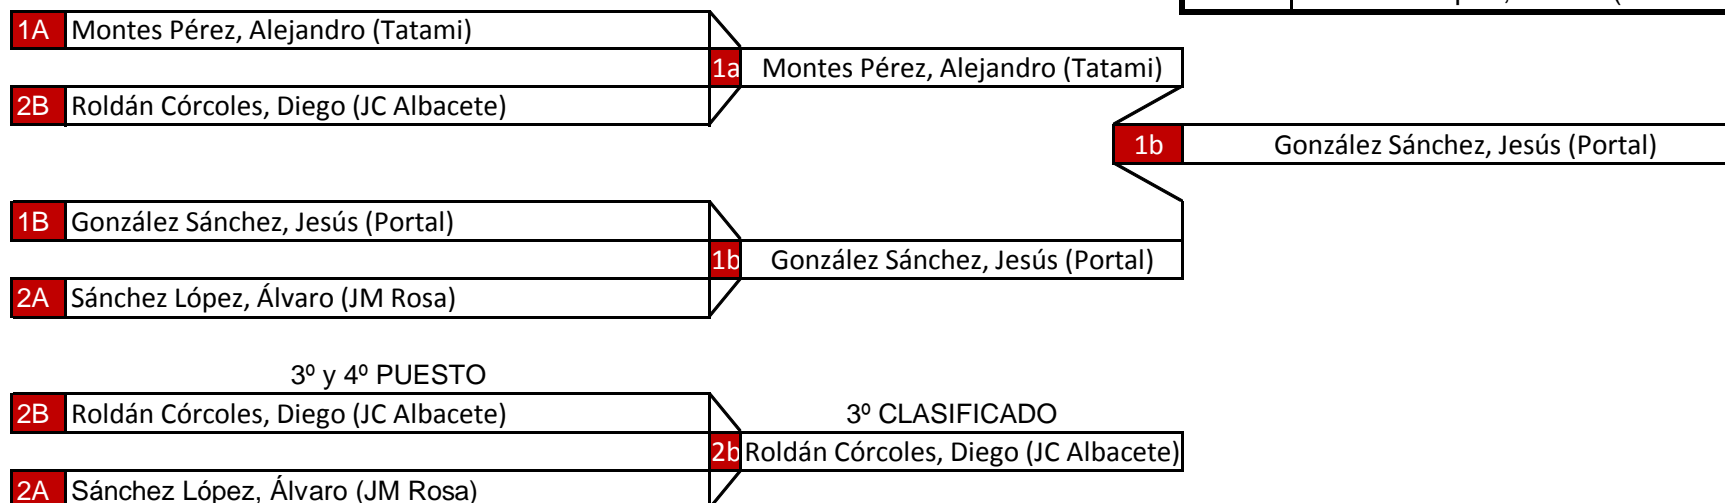 1A Montes Pérez, Alejandro (Tatami)
1a Montes Pérez, Alejandro (Tatami)
2B Roldán Córcoles, Diego (JC Albacete)
1b González Sánchez, Jesús (Portal)
1B González Sánchez, Jesús (Portal)
1b González Sánchez, Jesús (Portal)
2A Sánchez López, Álvaro (JM Rosa)
3º y 4º PUESTO
2B Roldán Córcoles, Diego (JC Albacete) 3º CLASIFICADO
2b Roldán Córcoles, Diego (JC Albacete)
2A Sánchez López, Álvaro (JM Rosa)